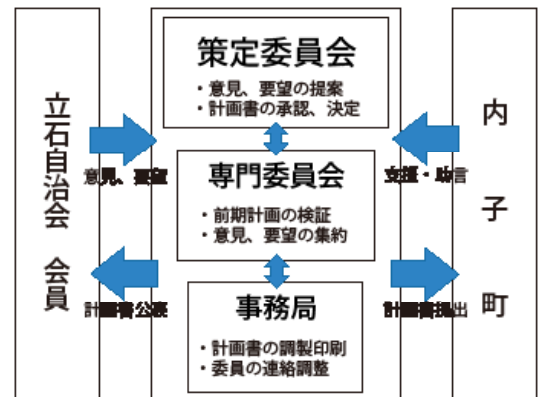 策定委員会
・意見、要望の提案
・計画書の承認、決定
立石自治会 会員
内子町
意見、要望
支援・助言
専門委員会
・前期計画の検証
・意見、要望の集約
計画書公表
計画書提出
事務局
・計画書の調製印刷
・委員の連絡調整